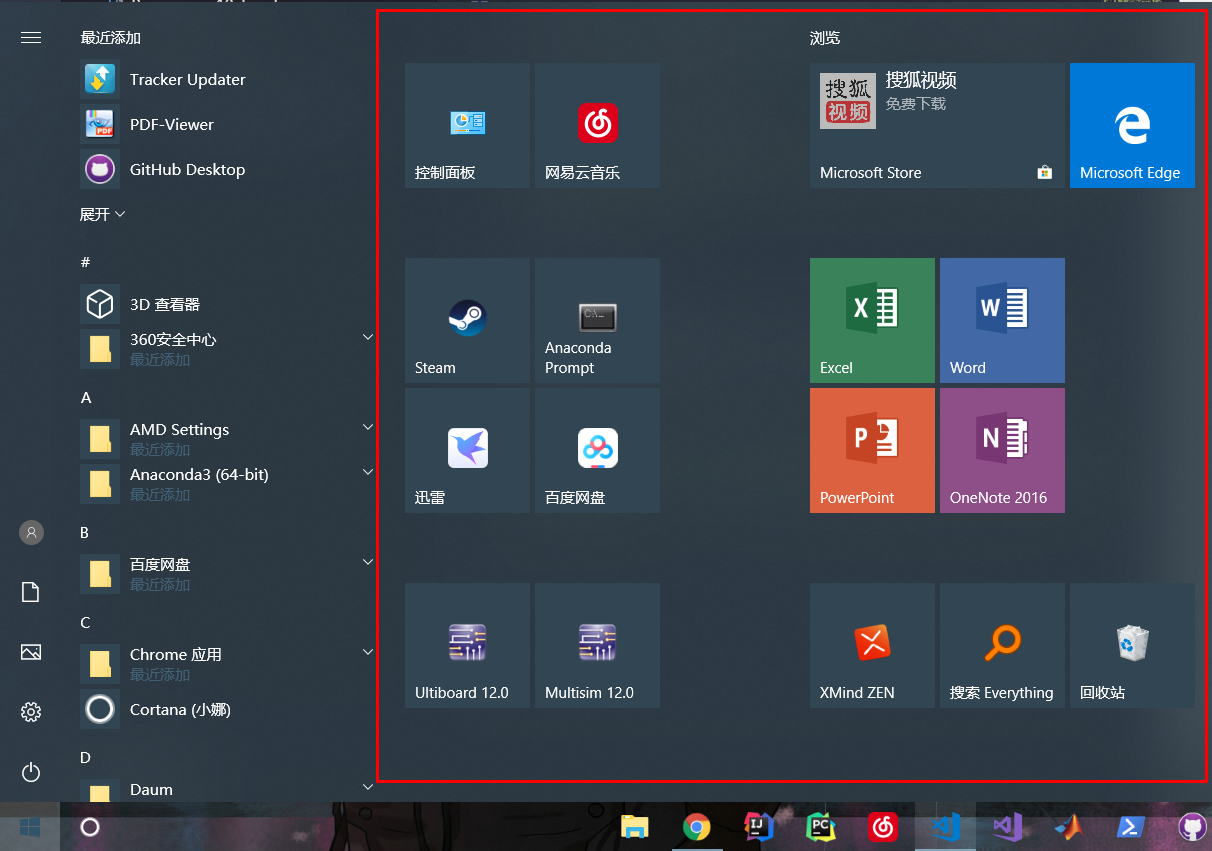 最近添加
Tracker Updater
PDF-Viewer
GitHub Desktop
展开
#
3D 查看器
360安全中心
最近添加
A
AMD Settings
最近添加
Anaconda3 (64-bit)
最近添加
B
百度网盘
最近添加
C
Chrome 应用
最近添加
Cortana (小娜)
D
Daum
控制面板
网易云音乐
浏览
搜狐
视频
搜狐视频
免费下载
Microsoft Store
Microsoft Edge
Steam
C:\_
Anaconda
Prompt
X
Excel
W
Word
迅雷
百度网盘
P
PowerPoint
N
OneNote 2016
Ultiboard 12.0
Multisim 12.0
XMind ZEN
搜索 Everything
回收站
PDF
IJ
PC